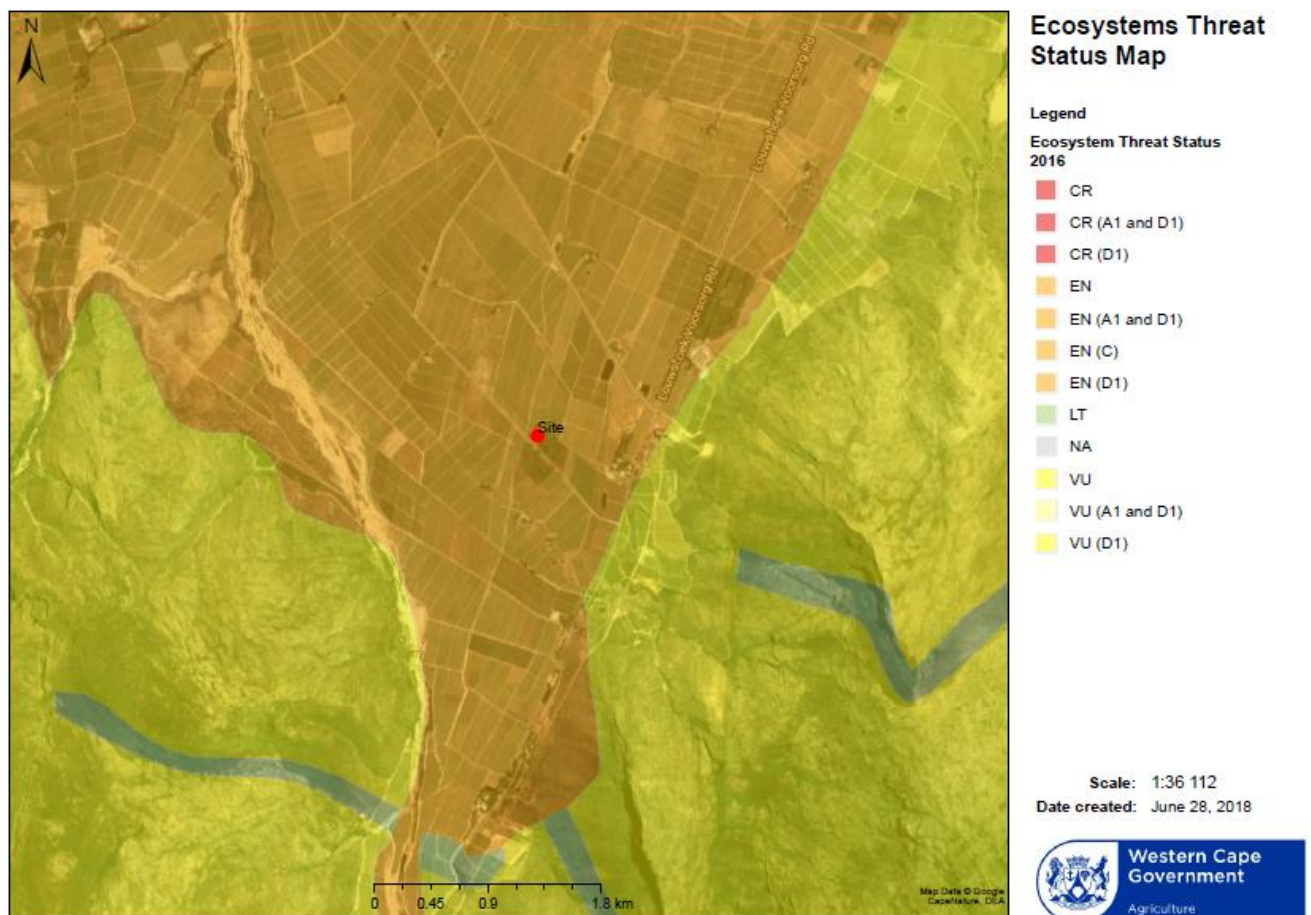 N
Louwshoek-Voorsorg Rd
Louwshoek-Voorsorg Rd
Site
0 0.45 0.9 1.8 km
Map Data © Google
CapeNature, DEA
Ecosystems Threat
Status Map
Legend
Ecosystem Threat Status
2016
CR
CR (A1 and D1)
CR (D1)
EN
EN (A1 and D1)
EN (C)
EN (D1)
LT
NA
VU
VU (A1 and D1)
VU (D1)
Scale: 1:36 112
Date created: June 28, 2018
Western Cape
Government
Agriculture